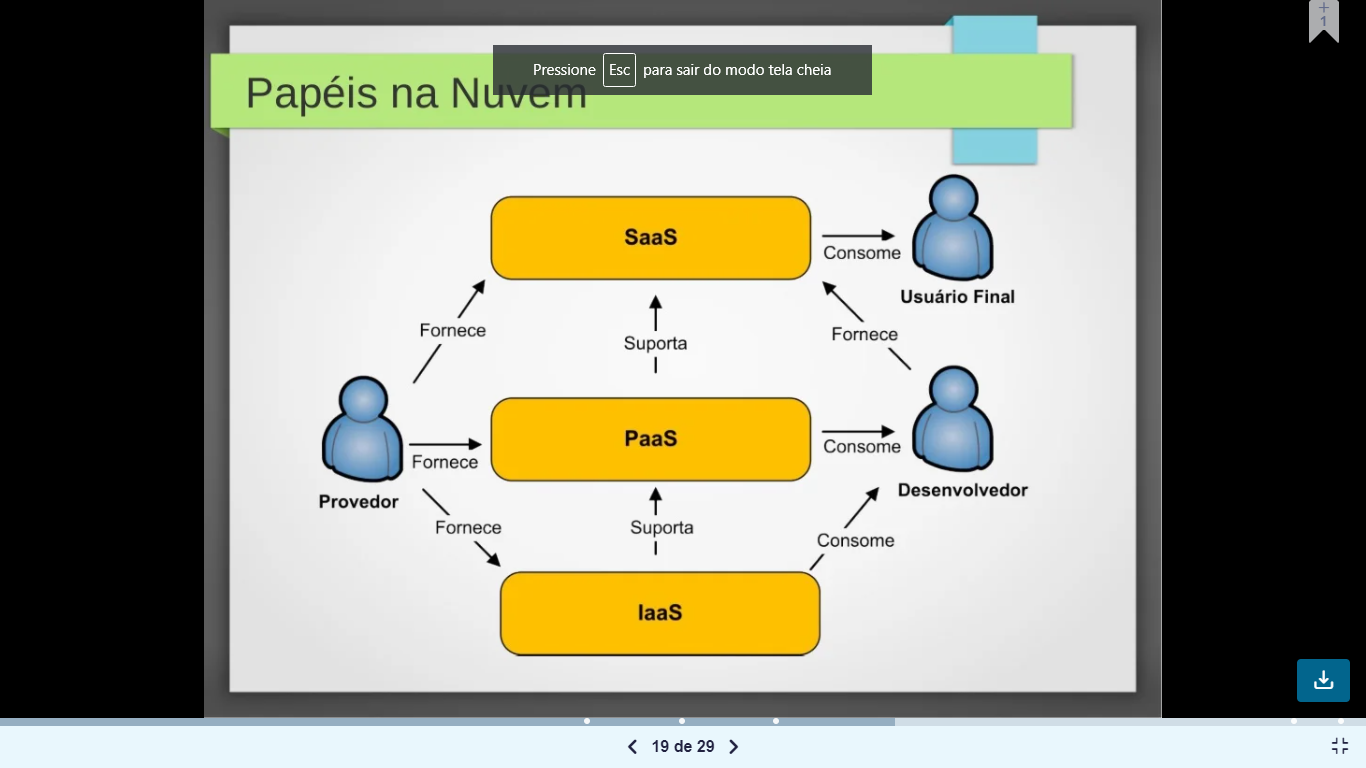 +
1
Pressione Esc para sair do modo tela cheia
Papéis na Nuvem
SaaS
Consome
Usuário Final
Fornece
Suporta
Fornece
PaaS
Consome
Fornece
Provedor
Desenvolvedor
Fornece
Suporta
Consome
IaaS
19 de 29